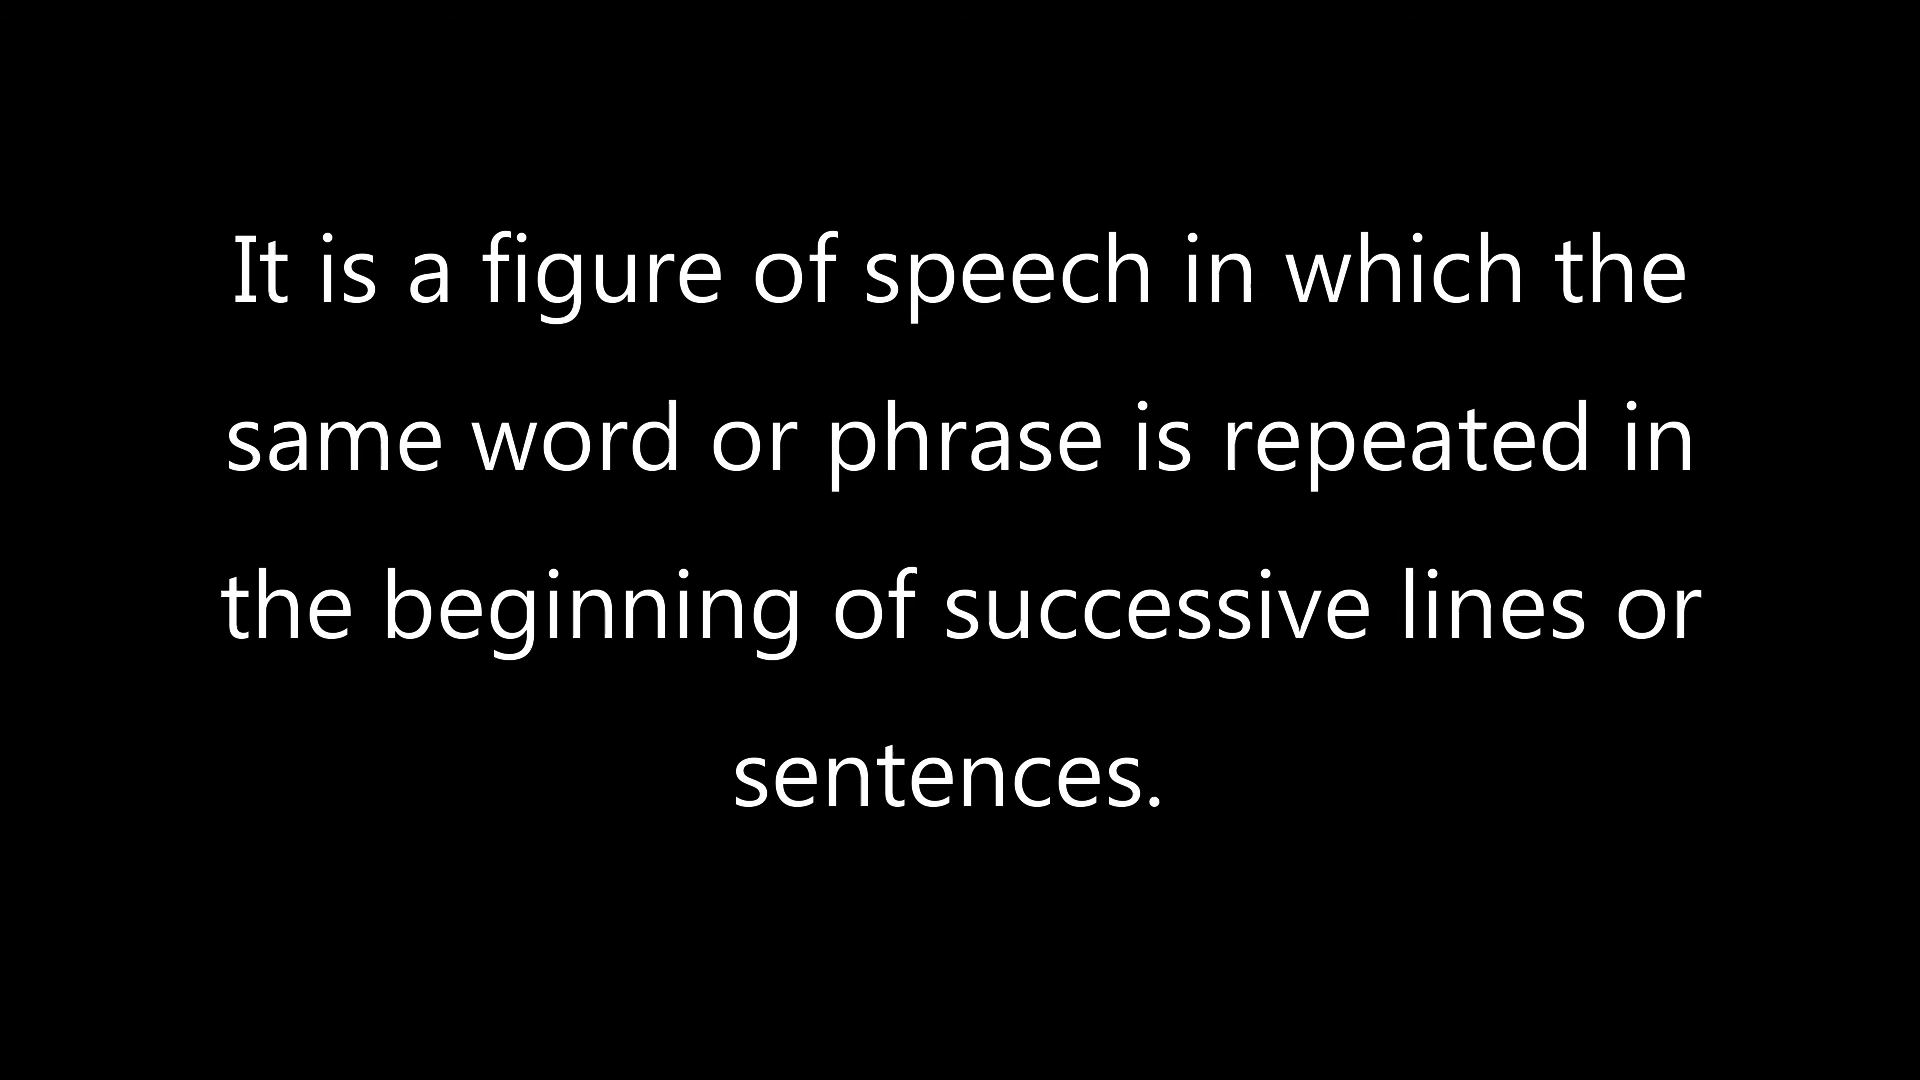 It is a figure of speech in which the
same word or phrase is repeated in
the beginning of successive lines or
sentences.